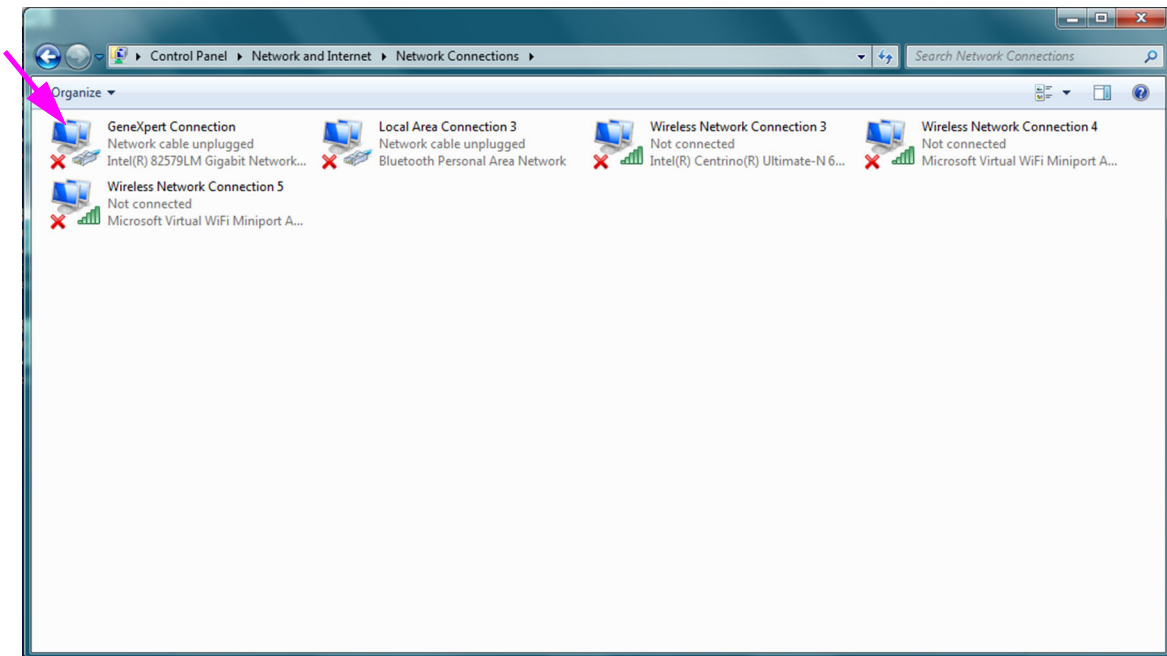 Control Panel ▸ Network and Internet ▸ Network Connections ▸
Search Network Connections
Organize
GeneXpert Connection
Network cable unplugged
Intel(R) 82579LM Gigabit Network...
Local Area Connection 3
Network cable unplugged
Bluetooth Personal Area Network
Wireless Network Connection 3
Not connected
Intel(R) Centrino(R) Ultimate-N 6...
Wireless Network Connection 4
Not connected
Microsoft Virtual WiFi Miniport A...
Wireless Network Connection 5
Not connected
Microsoft Virtual WiFi Miniport A...